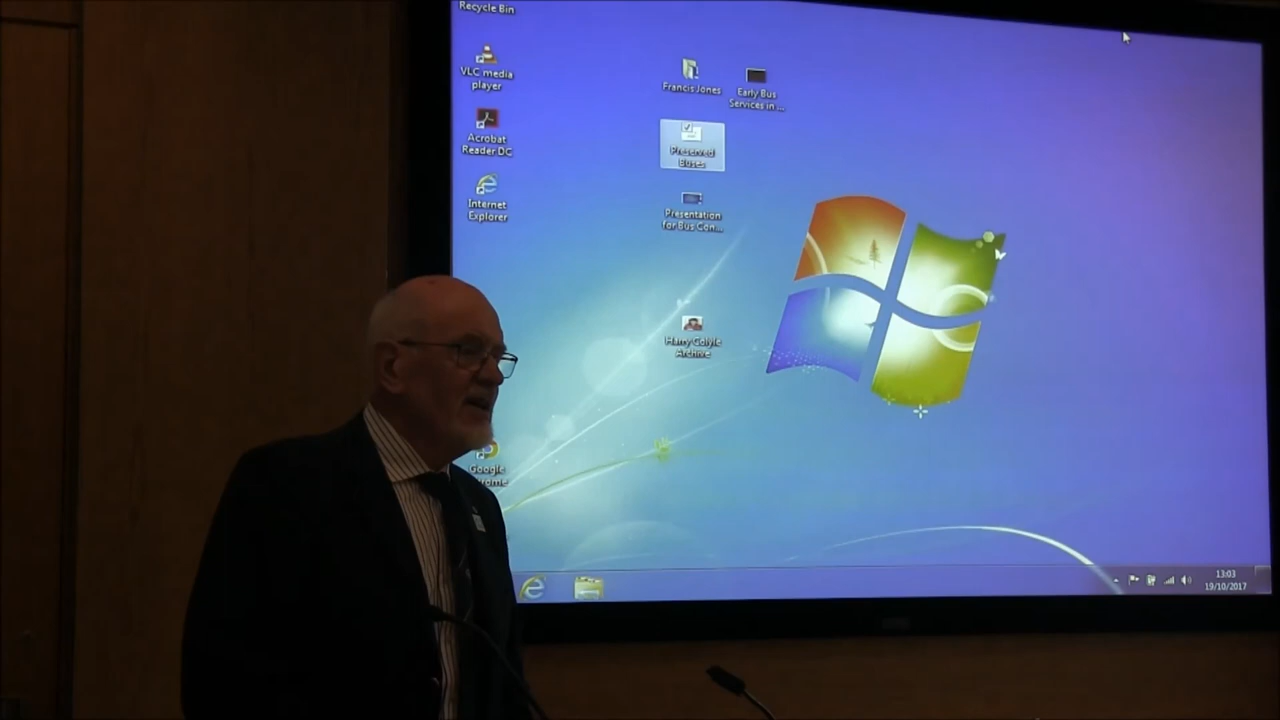 Recycle Bin
VLC media
player
Acrobat
Reader DC
Internet
Explorer
Google
rome
Francis Jones
Early Bus
Services in ...
Preserved
Buses
Presentation
for Bus Con...
Harry Colyle
Archive
13:03
19/10/2017